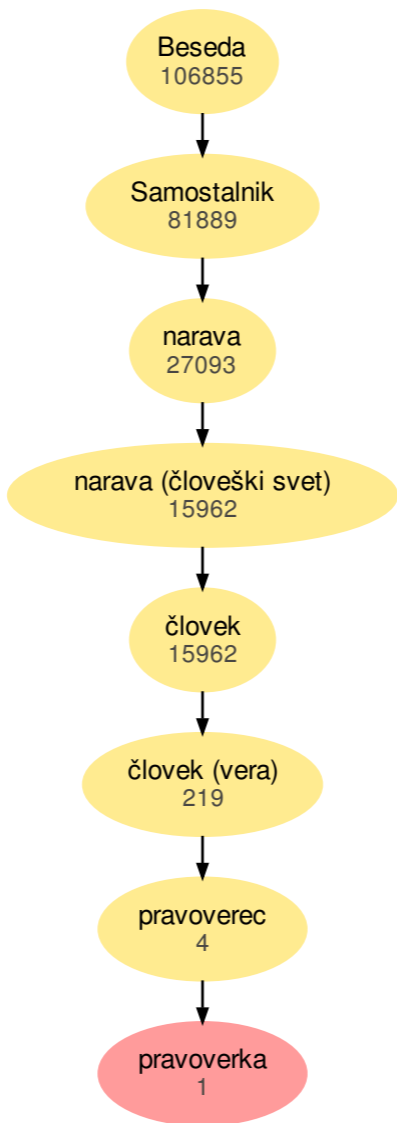 Beseda
106855
Samostalnik
81889
narava
27093
narava (človeški svet)
15962
človek
15962
človek (vera)
219
pravoverec
4
pravoverka
1